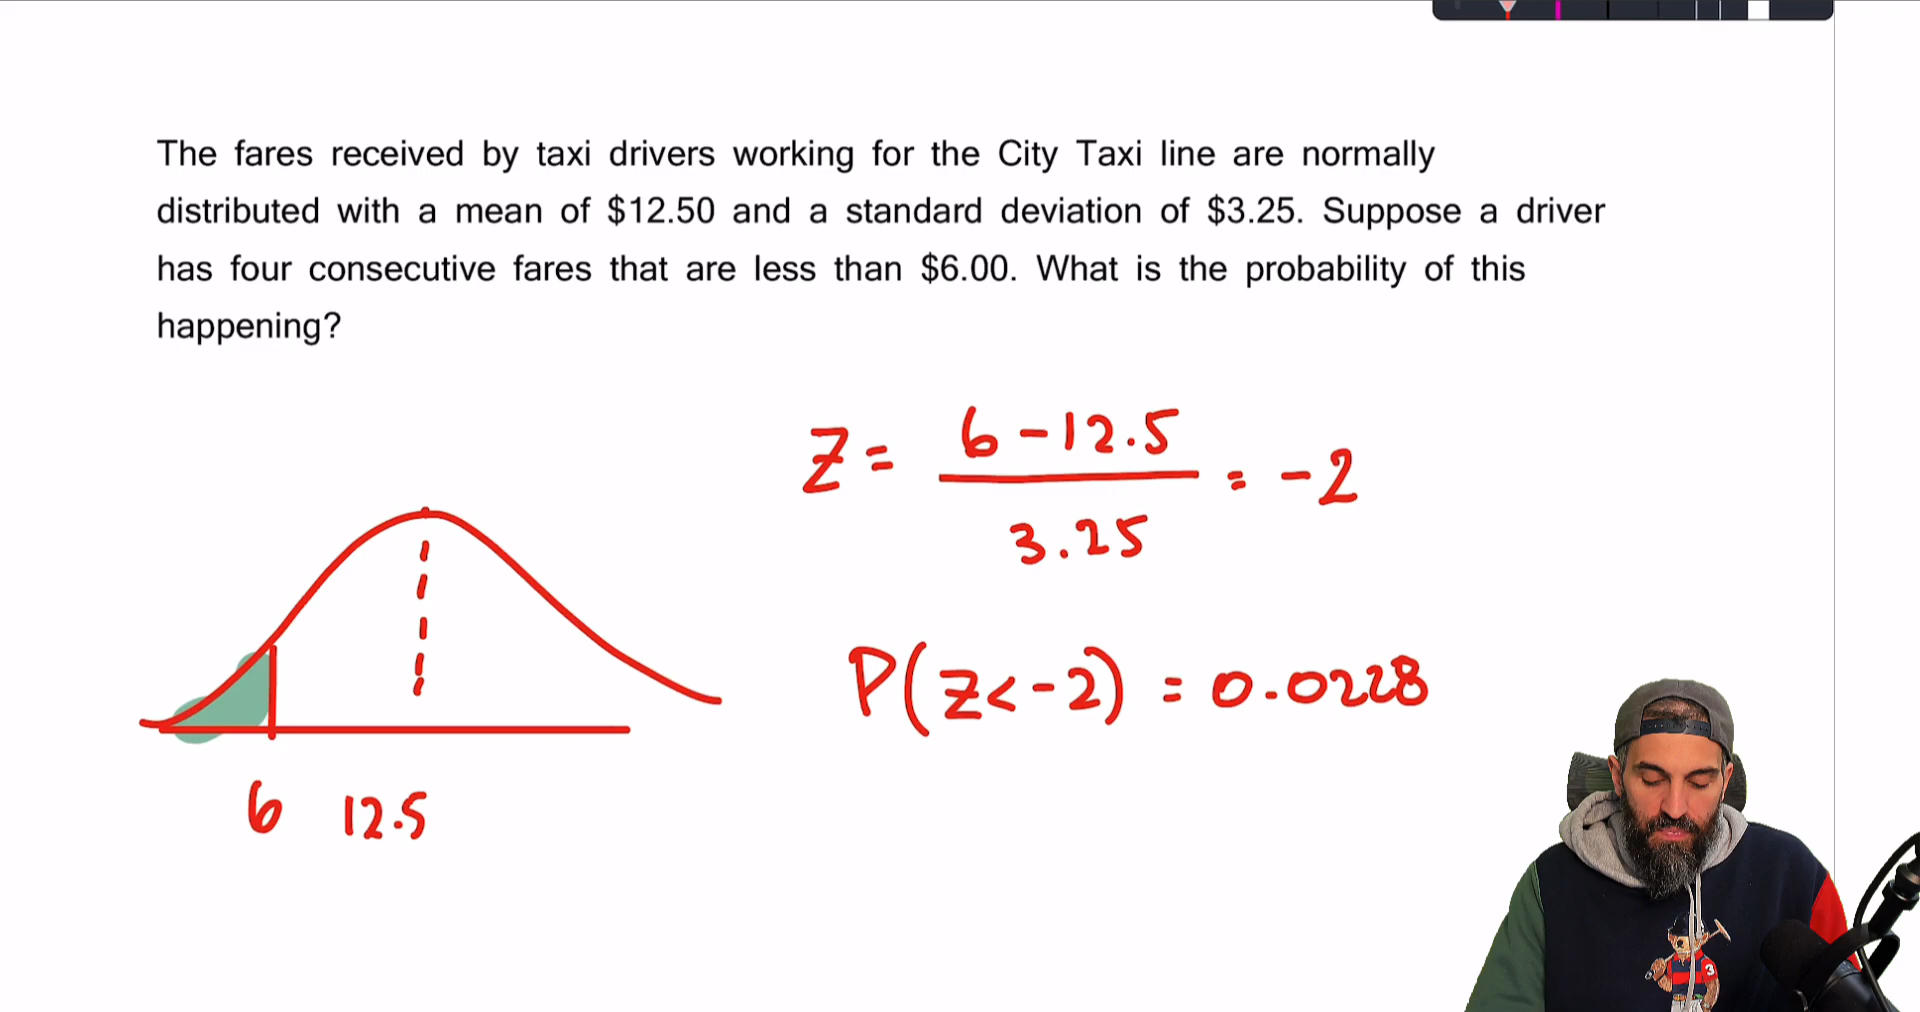 The fares received by taxi drivers working for the City Taxi line are normally
distributed with a mean of $12.50 and a standard deviation of $3.25. Suppose a driver
has four consecutive fares that are less than $6.00. What is the probability of this
happening?
Z = 6 - 12.5 = -2
3.25
P(Z < -2) = 0.0228
6 12.5
3